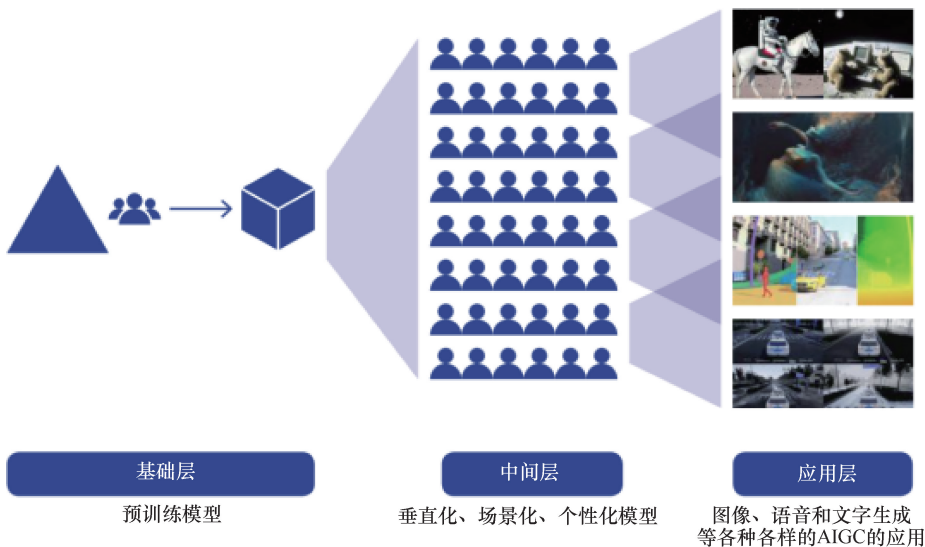 基础层
中间层
应用层
预训练模型
垂直化、场景化、个性化模型
图像、语音和文字生成
等各种各样的AIGC的应用